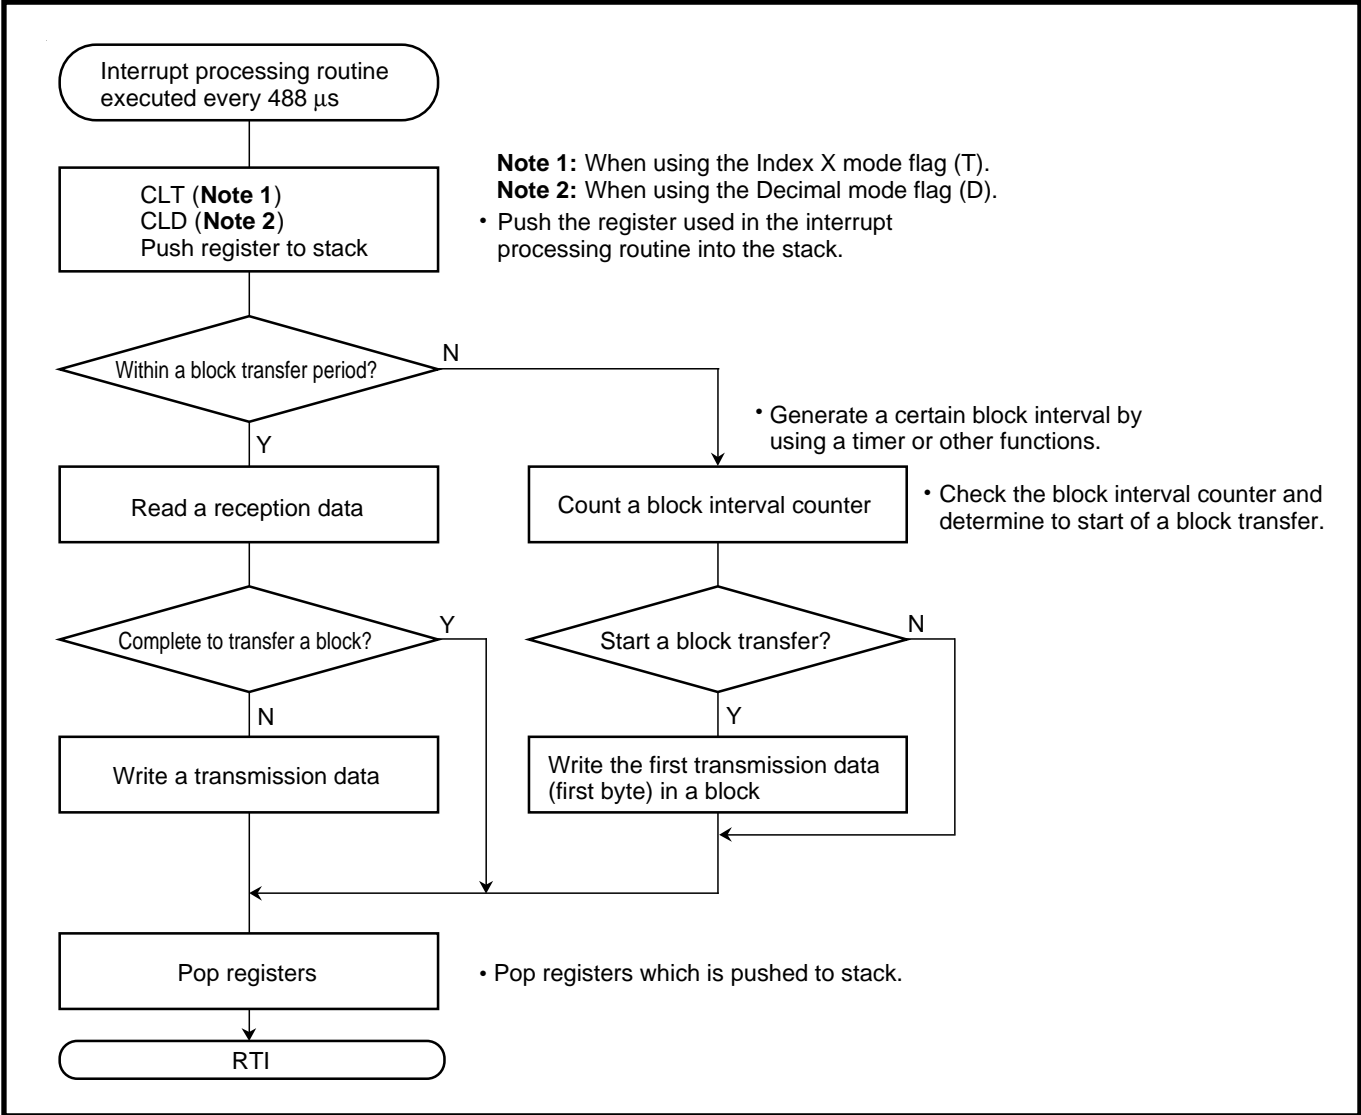 Interrupt processing routine
executed every 488 μs
CLT (Note 1)
CLD (Note 2)
Push register to stack
Note 1: When using the Index X mode flag (T).
Note 2: When using the Decimal mode flag (D).
• Push the register used in the interrupt
processing routine into the stack.
Within a block transfer period?
N
Y
• Generate a certain block interval by
using a timer or other functions.
Read a reception data
Count a block interval counter
• Check the block interval counter and
determine to start of a block transfer.
Complete to transfer a block?
Y
N
Start a block transfer?
N
Y
Write a transmission data
Write the first transmission data
(first byte) in a block
Pop registers
• Pop registers which is pushed to stack.
RTI